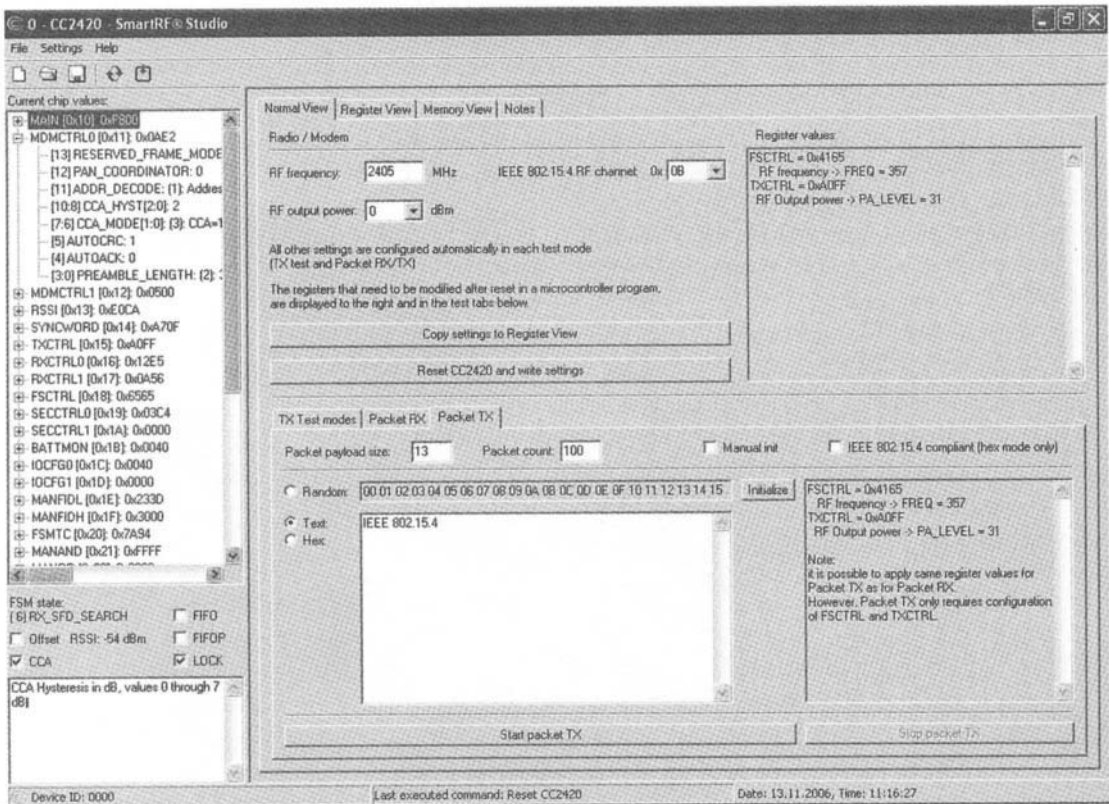 0 - CC2420 - SmartRF® Studio
File Settings Help
Current chip values:
MAIN [0x10]: 0xF800
MDMCTRL0 [0x11]: 0x0AE2
[13] RESERVED_FRAME_MODE
[12] PAN_COORDINATOR: 0
[11] ADDR_DECODE: (1): Addres
[10:8] CCA_HYST[2:0]: 2
[7:6] CCA_MODE[1:0]: (3): CCA=1
[5] AUTOCRC: 1
[4] AUTOACK: 0
[3:0] PREAMBLE_LENGTH: (2):
MDMCTRL1 [0x12]: 0x0500
RSSI [0x13]: 0xE0CA
SYNCWORD [0x14]: 0xA70F
TXCTRL [0x15]: 0xA0FF
RXCTRL0 [0x16]: 0x12E5
RXCTRL1 [0x17]: 0x0A56
FSCTRL [0x18]: 0x6565
SECCTRL0 [0x19]: 0x03C4
SECCTRL1 [0x1A]: 0x0000
BATTMON [0x1B]: 0x0040
IOCFG0 [0x1C]: 0x0040
IOCFG1 [0x1D]: 0x0000
MANFIDL [0x1E]: 0x233D
MANFIDH [0x1F]: 0x3000
FSMTC [0x20]: 0x7A94
MANAND [0x21]: 0xFFFF
FSM state:
(6) RX_SFD_SEARCH
FIFO
Offset RSSI: -54 dBm
FIFOP
CCA
LOCK
CCA Hysteresis in dB, values 0 through 7
dB
Normal View Register View Memory View Notes
Radio / Modem
RF frequency: 2405 MHz IEEE 802.15.4 RF channel: 0x 0B
RF output power: 0 dBm
All other settings are configured automatically in each test mode
(TX test and Packet RX/TX)
The registers that need to be modified after reset in a microcontroller program,
are displayed to the right and in the test tabs below.
Copy settings to Register View
Reset CC2420 and write settings
Register values:
FSCTRL = 0x4165
RF frequency -> FREQ = 357
TXCTRL = 0xA0FF
RF Output power -> PA_LEVEL = 31
TX Test modes Packet RX Packet TX
Packet payload size: 13 Packet count: 100 Manual init IEEE 802.15.4 compliant (hex mode only)
Random: 00 01 02 03 04 05 06 07 08 09 0A 0B 0C 0D 0E 0F 10 11 12 13 14 15 Initialize
Text:
Hex:
IEEE 802.15.4
FSCTRL = 0x4165
RF frequency -> FREQ = 357
TXCTRL = 0xA0FF
RF Output power -> PA_LEVEL = 31
Note:
it is possible to apply same register values for
Packet TX as for Packet RX.
However, Packet TX only requires configuration
of FSCTRL and TXCTRL.
Start packet TX
Stop packet TX
Device ID: 0000
Last executed command: Reset CC2420
Date: 13.11.2006, Time: 11:16:27